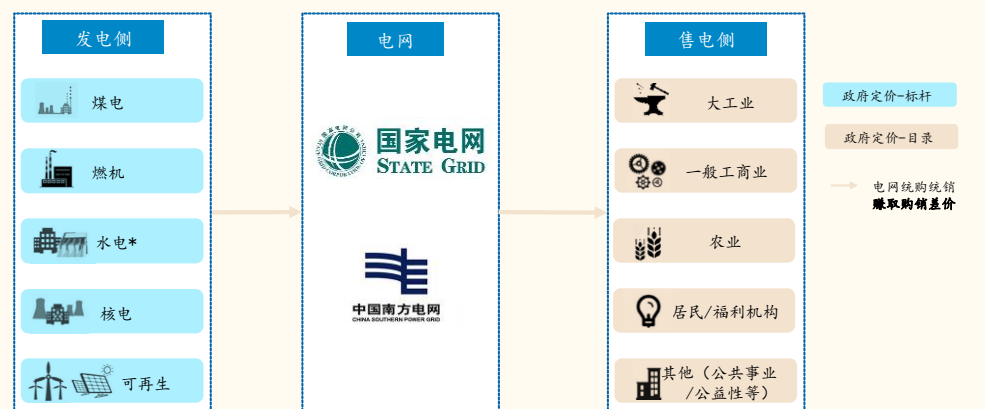 发电侧
煤电
燃机
水电*
核电
可再生
电网
国家电网
STATE GRID
中国南方电网
CHINA SOUTHERN POWER GRID
售电侧
大工业
一般工商业
农业
居民/福利机构
其他（公共事业
/公益性等）
政府定价-标杆
政府定价-目录
电网统购统销
赚取购销差价